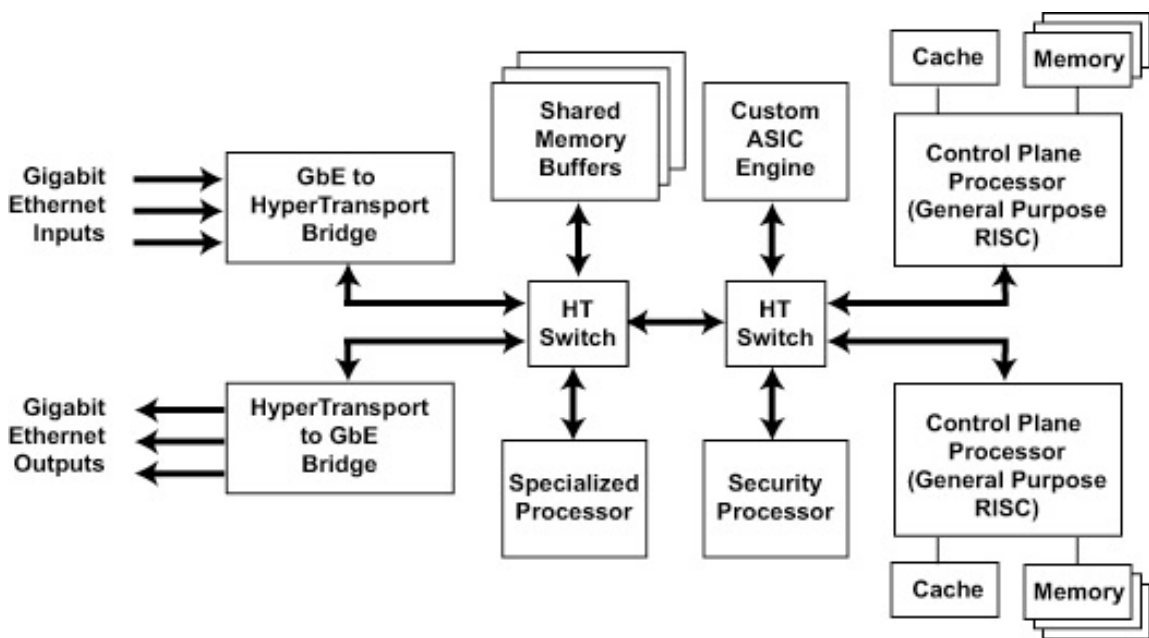 Cache
Memory
Shared
Memory
Buffers
Custom
ASIC
Engine
Control Plane
Processor
(General Purpose
RISC)
Gigabit
Ethernet
Inputs
GbE to
HyperTransport
Bridge
HT
Switch
HT
Switch
Gigabit
Ethernet
Outputs
HyperTransport
to GbE
Bridge
Specialized
Processor
Security
Processor
Control Plane
Processor
(General Purpose
RISC)
Cache
Memory